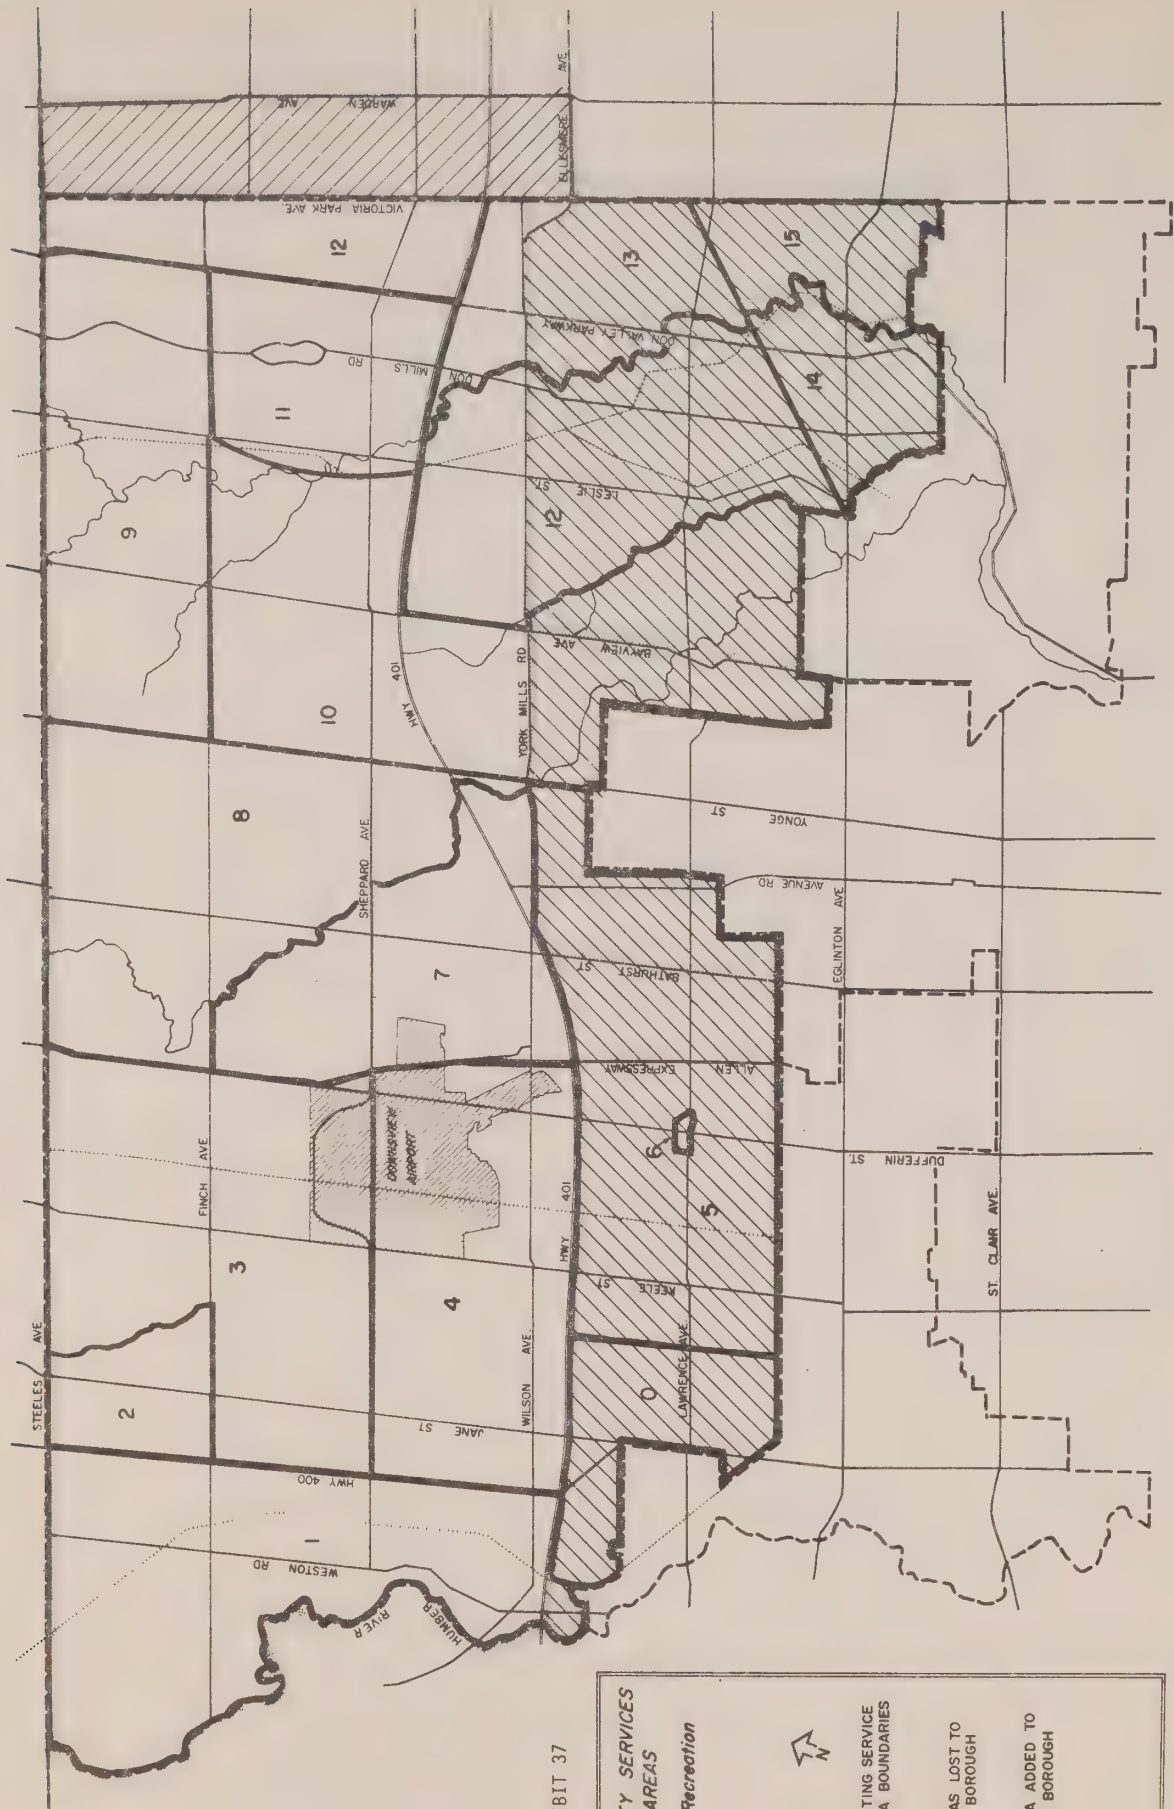 BIT 37
Y SERVICES
AREAS
Recreation
N
TING SERVICE
A BOUNDARIES
AS LOST TO
BOROUGH
A ADDED TO
BOROUGH
STEELES AVE
FINCH AVE
SHEPPARD AVE
WILSON AVE.
HWY 401
YORK MILLS RD
HWY 401
ELLESMERE AVE
LAWRENCE AVE.
EGLINTON AVE
ST. CLAIR AVE.
HUMBER
RIVER
WESTON RD
HWY 400
JANE ST
KEELE ST
DUFFERIN ST.
ALLEN EXPRESSWAY
BATHURST ST
AVENUE RD
YONGE ST
BAYVIEW AVE
LESLIE ST.
DON MILLS RD
DON VALLEY PARKWAY
VICTORIA PARK AVE.
WARDEN AVE
DOWNSVIEW
AIRPORT
1
2
3
4
0
5
6
7
8
9
10
11
12
12
13
14
15